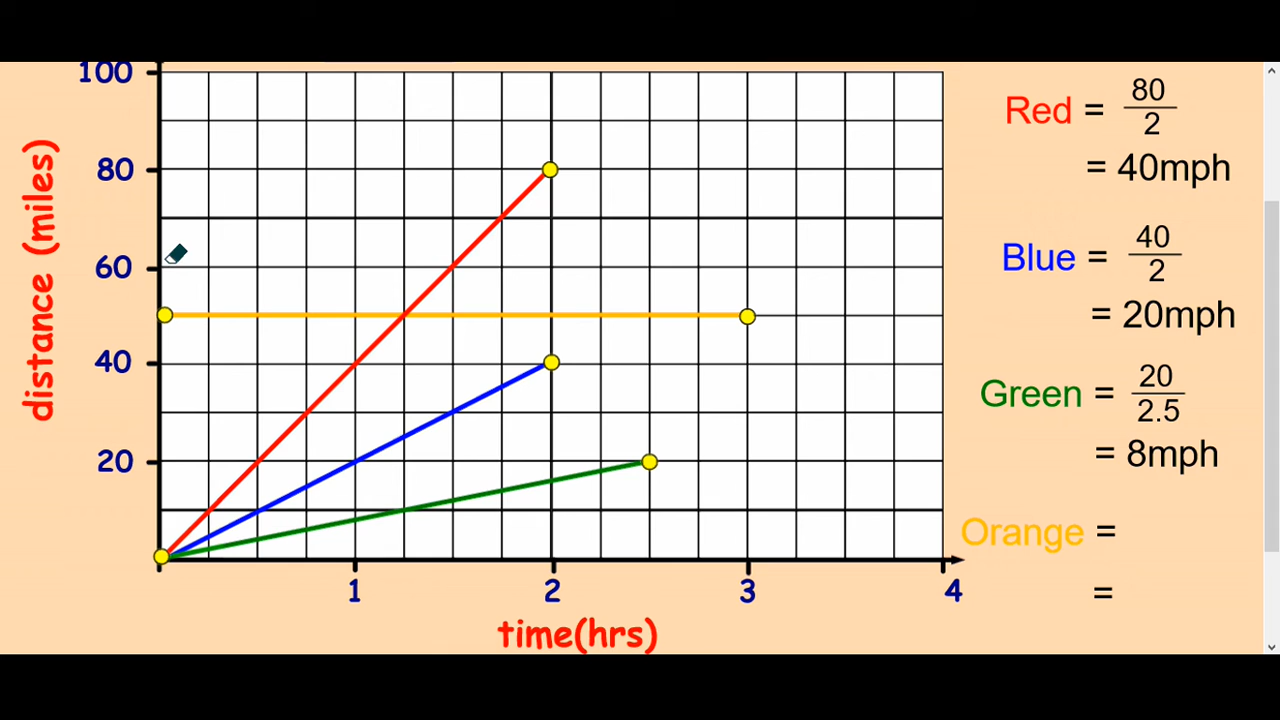 100
80
60
40
20
distance (miles)
1
2
3
4
time(hrs)
Red = 80/2
= 40mph
Blue = 40/2
= 20mph
Green = 20/2.5
= 8mph
Orange =
=